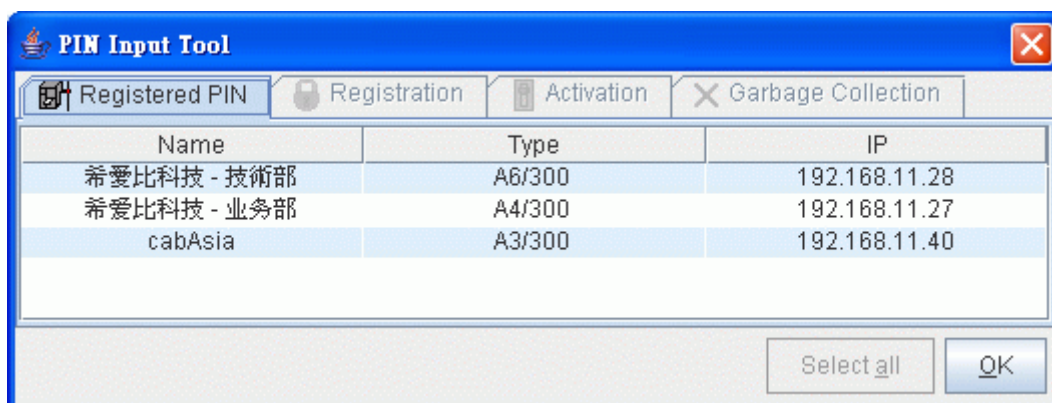 PIN Input Tool
Registered PIN Registration Activation Garbage Collection
Name Type IP
希愛比科技 - 技術部 A6/300 192.168.11.28
希愛比科技 - 业务部 A4/300 192.168.11.27
cabAsia A3/300 192.168.11.40
Select all OK